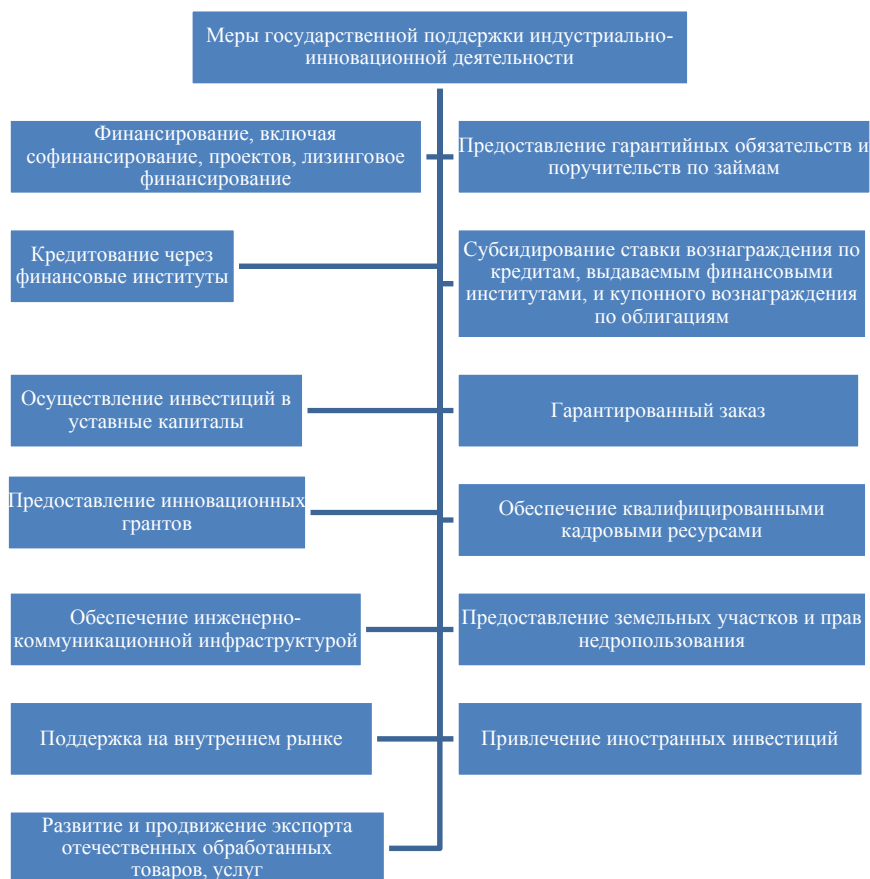 Меры государственной поддержки индустриально-
инновационной деятельности
Финансирование, включая
софинансирование, проектов, лизинговое
финансирование
Предоставление гарантийных обязательств и
поручительств по займам
Кредитование через
финансовые институты
Субсидирование ставки вознаграждения по
кредитам, выдаваемым финансовыми
институтами, и купонного вознаграждения
по облигациям
Осуществление инвестиций в
уставные капиталы
Гарантированный заказ
Предоставление инновационных
грантов
Обеспечение квалифицированными
кадровыми ресурсами
Обеспечение инженерно-
коммуникационной инфраструктурой
Предоставление земельных участков и прав
недропользования
Поддержка на внутреннем рынке
Привлечение иностранных инвестиций
Развитие и продвижение экспорта
отечественных обработанных
товаров, услуг